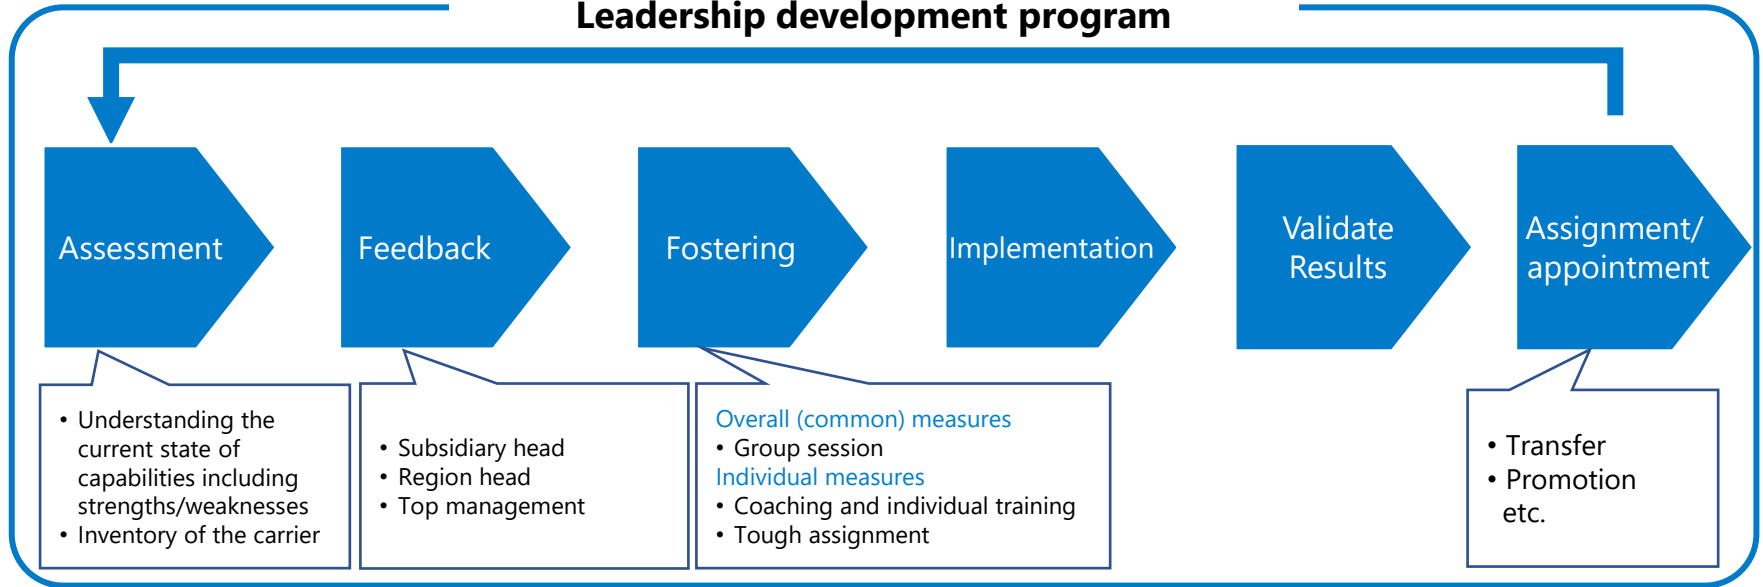 Leadership development program
Assessment
Feedback
Fostering
Implementation
Validate
Results
Assignment/
appointment
• Understanding the
current state of
capabilities including
strengths/weaknesses
• Inventory of the carrier
• Subsidiary head
• Region head
• Top management
Overall (common) measures
• Group session
Individual measures
• Coaching and individual training
• Tough assignment
• Transfer
• Promotion
etc.